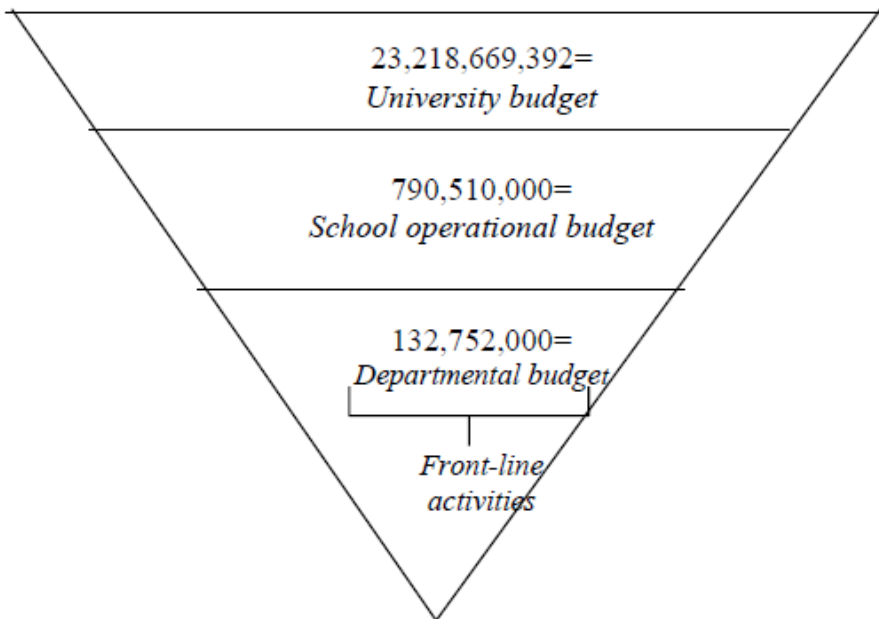 23,218,669,392=
University budget
790,510,000=
School operational budget
132,752,000=
Departmental budget
Front-line
activities